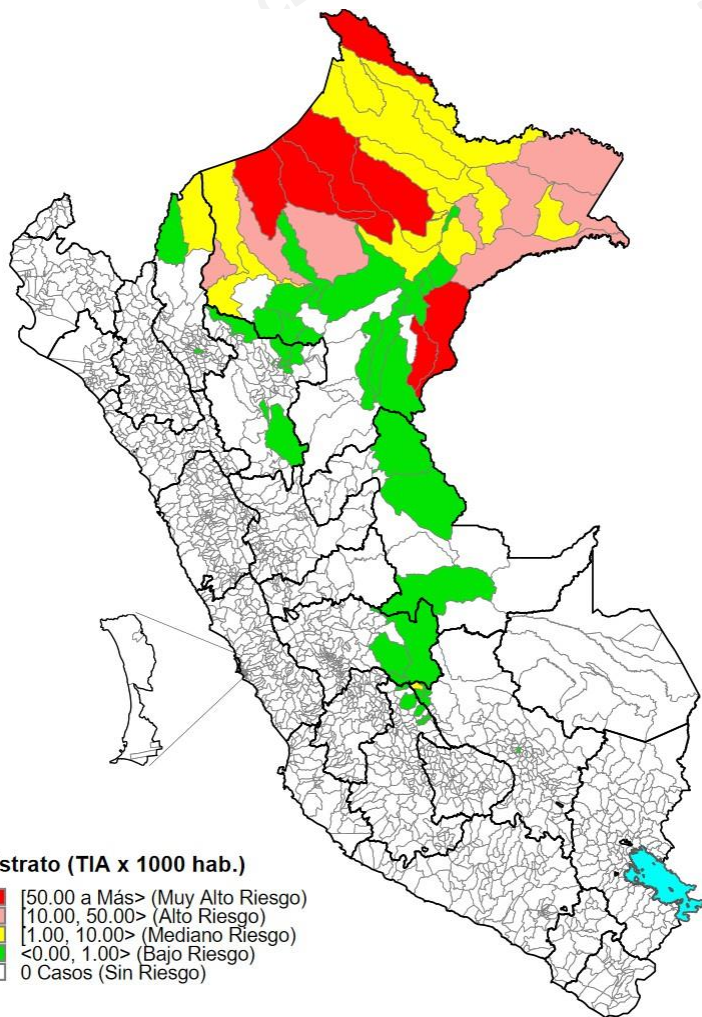 strato (TIA x 1000 hab.)
[50.00 a Más> (Muy Alto Riesgo)
[10.00, 50.00> (Alto Riesgo)
[1.00, 10.00> (Mediano Riesgo)
<0.00, 1.00> (Bajo Riesgo)
0 Casos (Sin Riesgo)